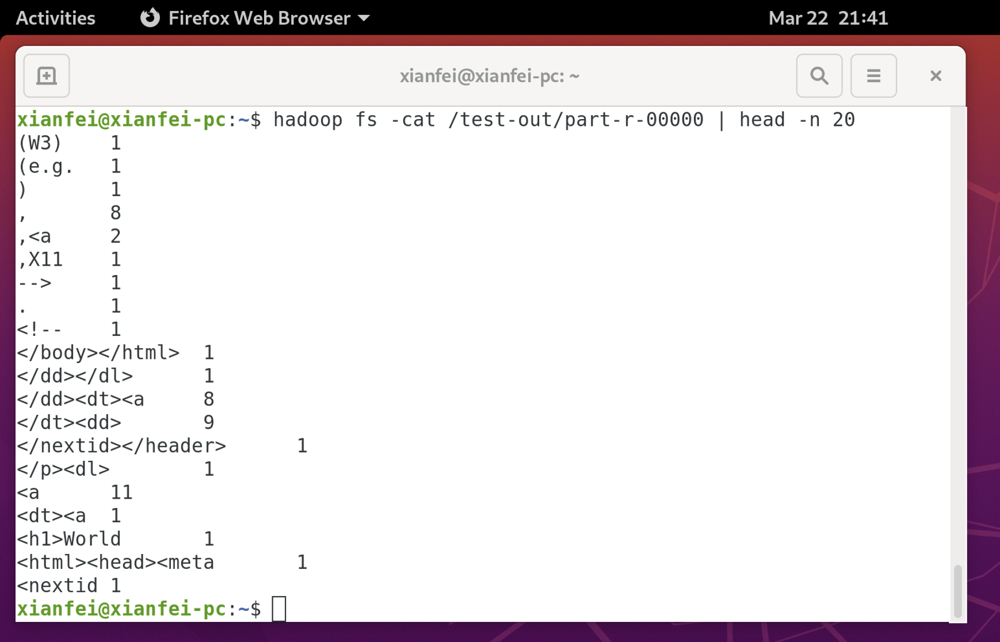 Activities Firefox Web Browser Mar 22 21:41
xianfei@xianfei-pc: ~
xianfei@xianfei-pc:~$ hadoop fs -cat /test-out/part-r-00000 | head -n 20
(W3) 1
(e.g. 1
) 1
, 8
,<a 2
,X11 1
--> 1
. 1
<!-- 1
</body></html> 1
</dd></dl> 1
</dd><dt><a 8
</dt><dd> 9
</nextid></header> 1
</p><dl> 1
<a 11
<dt><a 1
<h1>World 1
<html><head><meta 1
<nextid 1
xianfei@xianfei-pc:~$